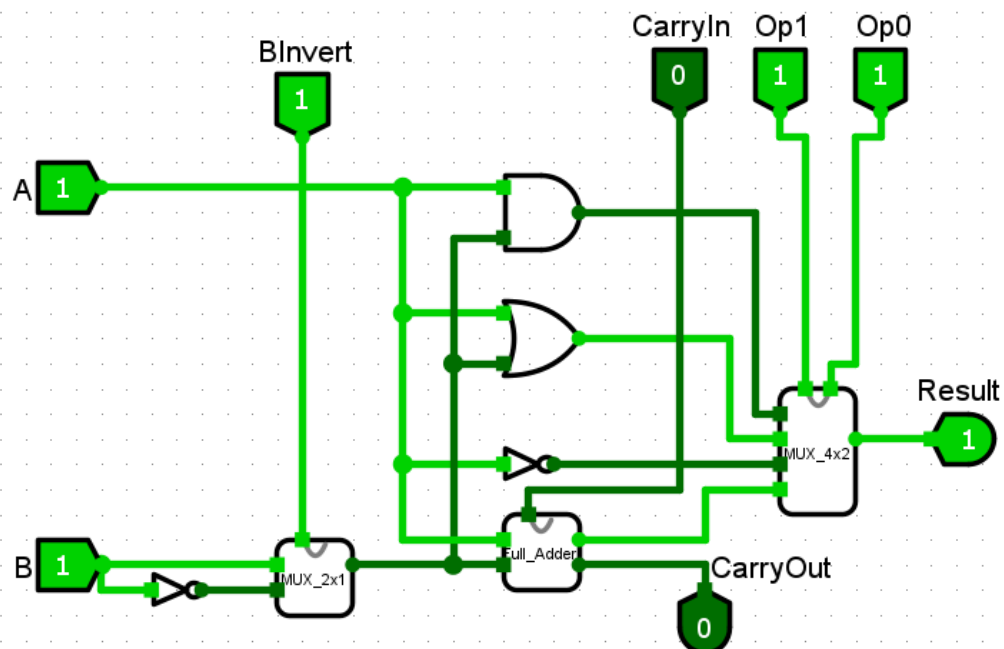 CarryIn Op1 Op0
BInvert
0 1 1
1
A 1
Result
1
MUX_4x2
Full_Adder
B 1
MUX_2x1
CarryOut
0